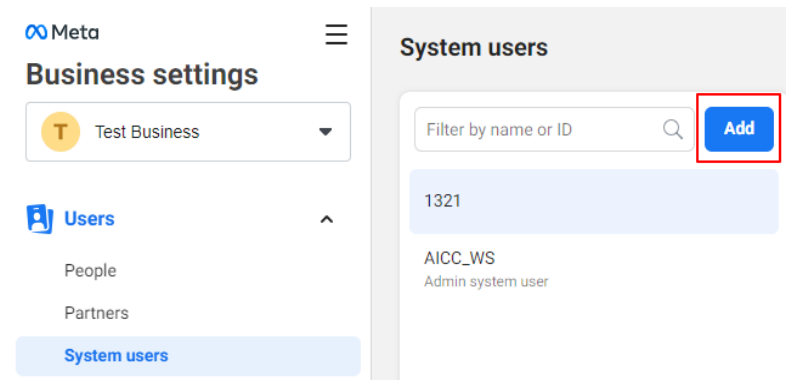 Meta
Business settings
T Test Business
Users
People
Partners
System users
System users
Filter by name or ID
Add
1321
AICC_WS
Admin system user